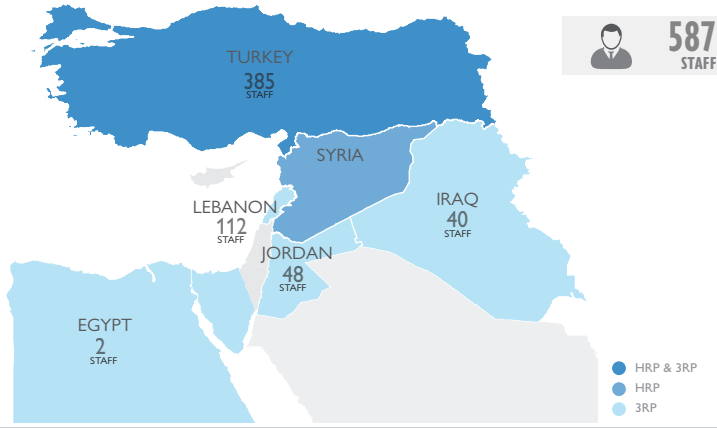 587
STAFF
TURKEY
385
STAFF
SYRIA
LEBANON
112
STAFF
IRAQ
40
STAFF
JORDAN
48
STAFF
EGYPT
2
STAFF
HRP & 3RP
HRP
3RP